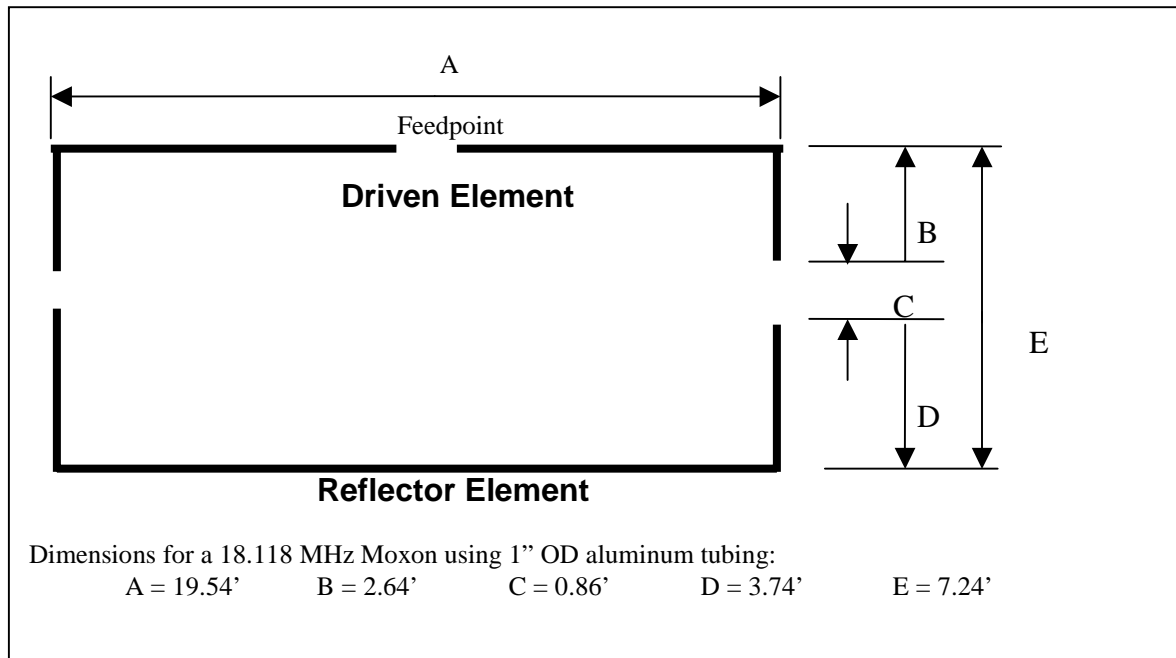 A
Feedpoint
Driven Element
B
C
E
D
Reflector Element
Dimensions for a 18.118 MHz Moxon using 1” OD aluminum tubing:
A = 19.54’ B = 2.64’ C = 0.86’ D = 3.74’ E = 7.24’